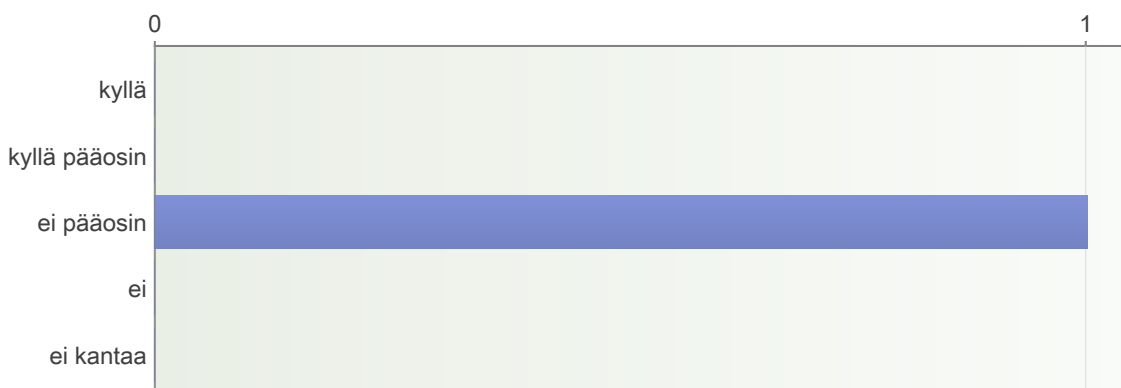 0 1
kyllä
kyllä pääosin
ei pääosin
ei
ei kantaa